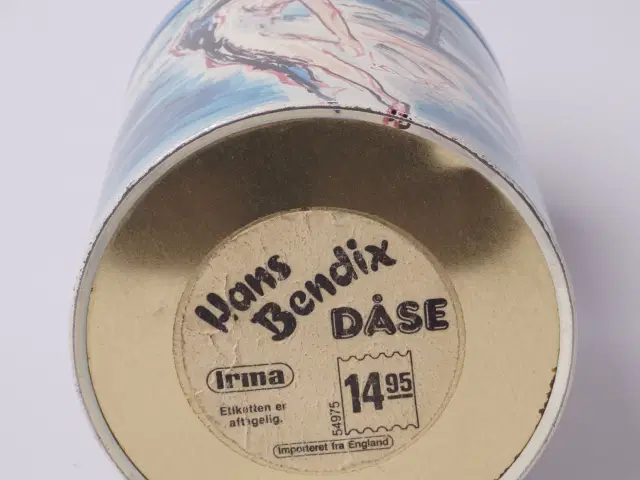 Hans
Bendix
DÅSE
Irma
Etiketten er
aftagelig.
54975
14.95
Importeret fra England